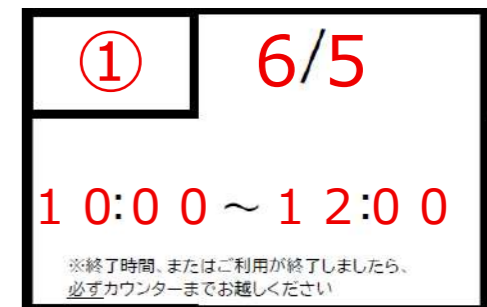 ① 6/5
10:00～12:00
※終了時間、またはご利用が終了しましたら、
必ずカウンターまでお越しください